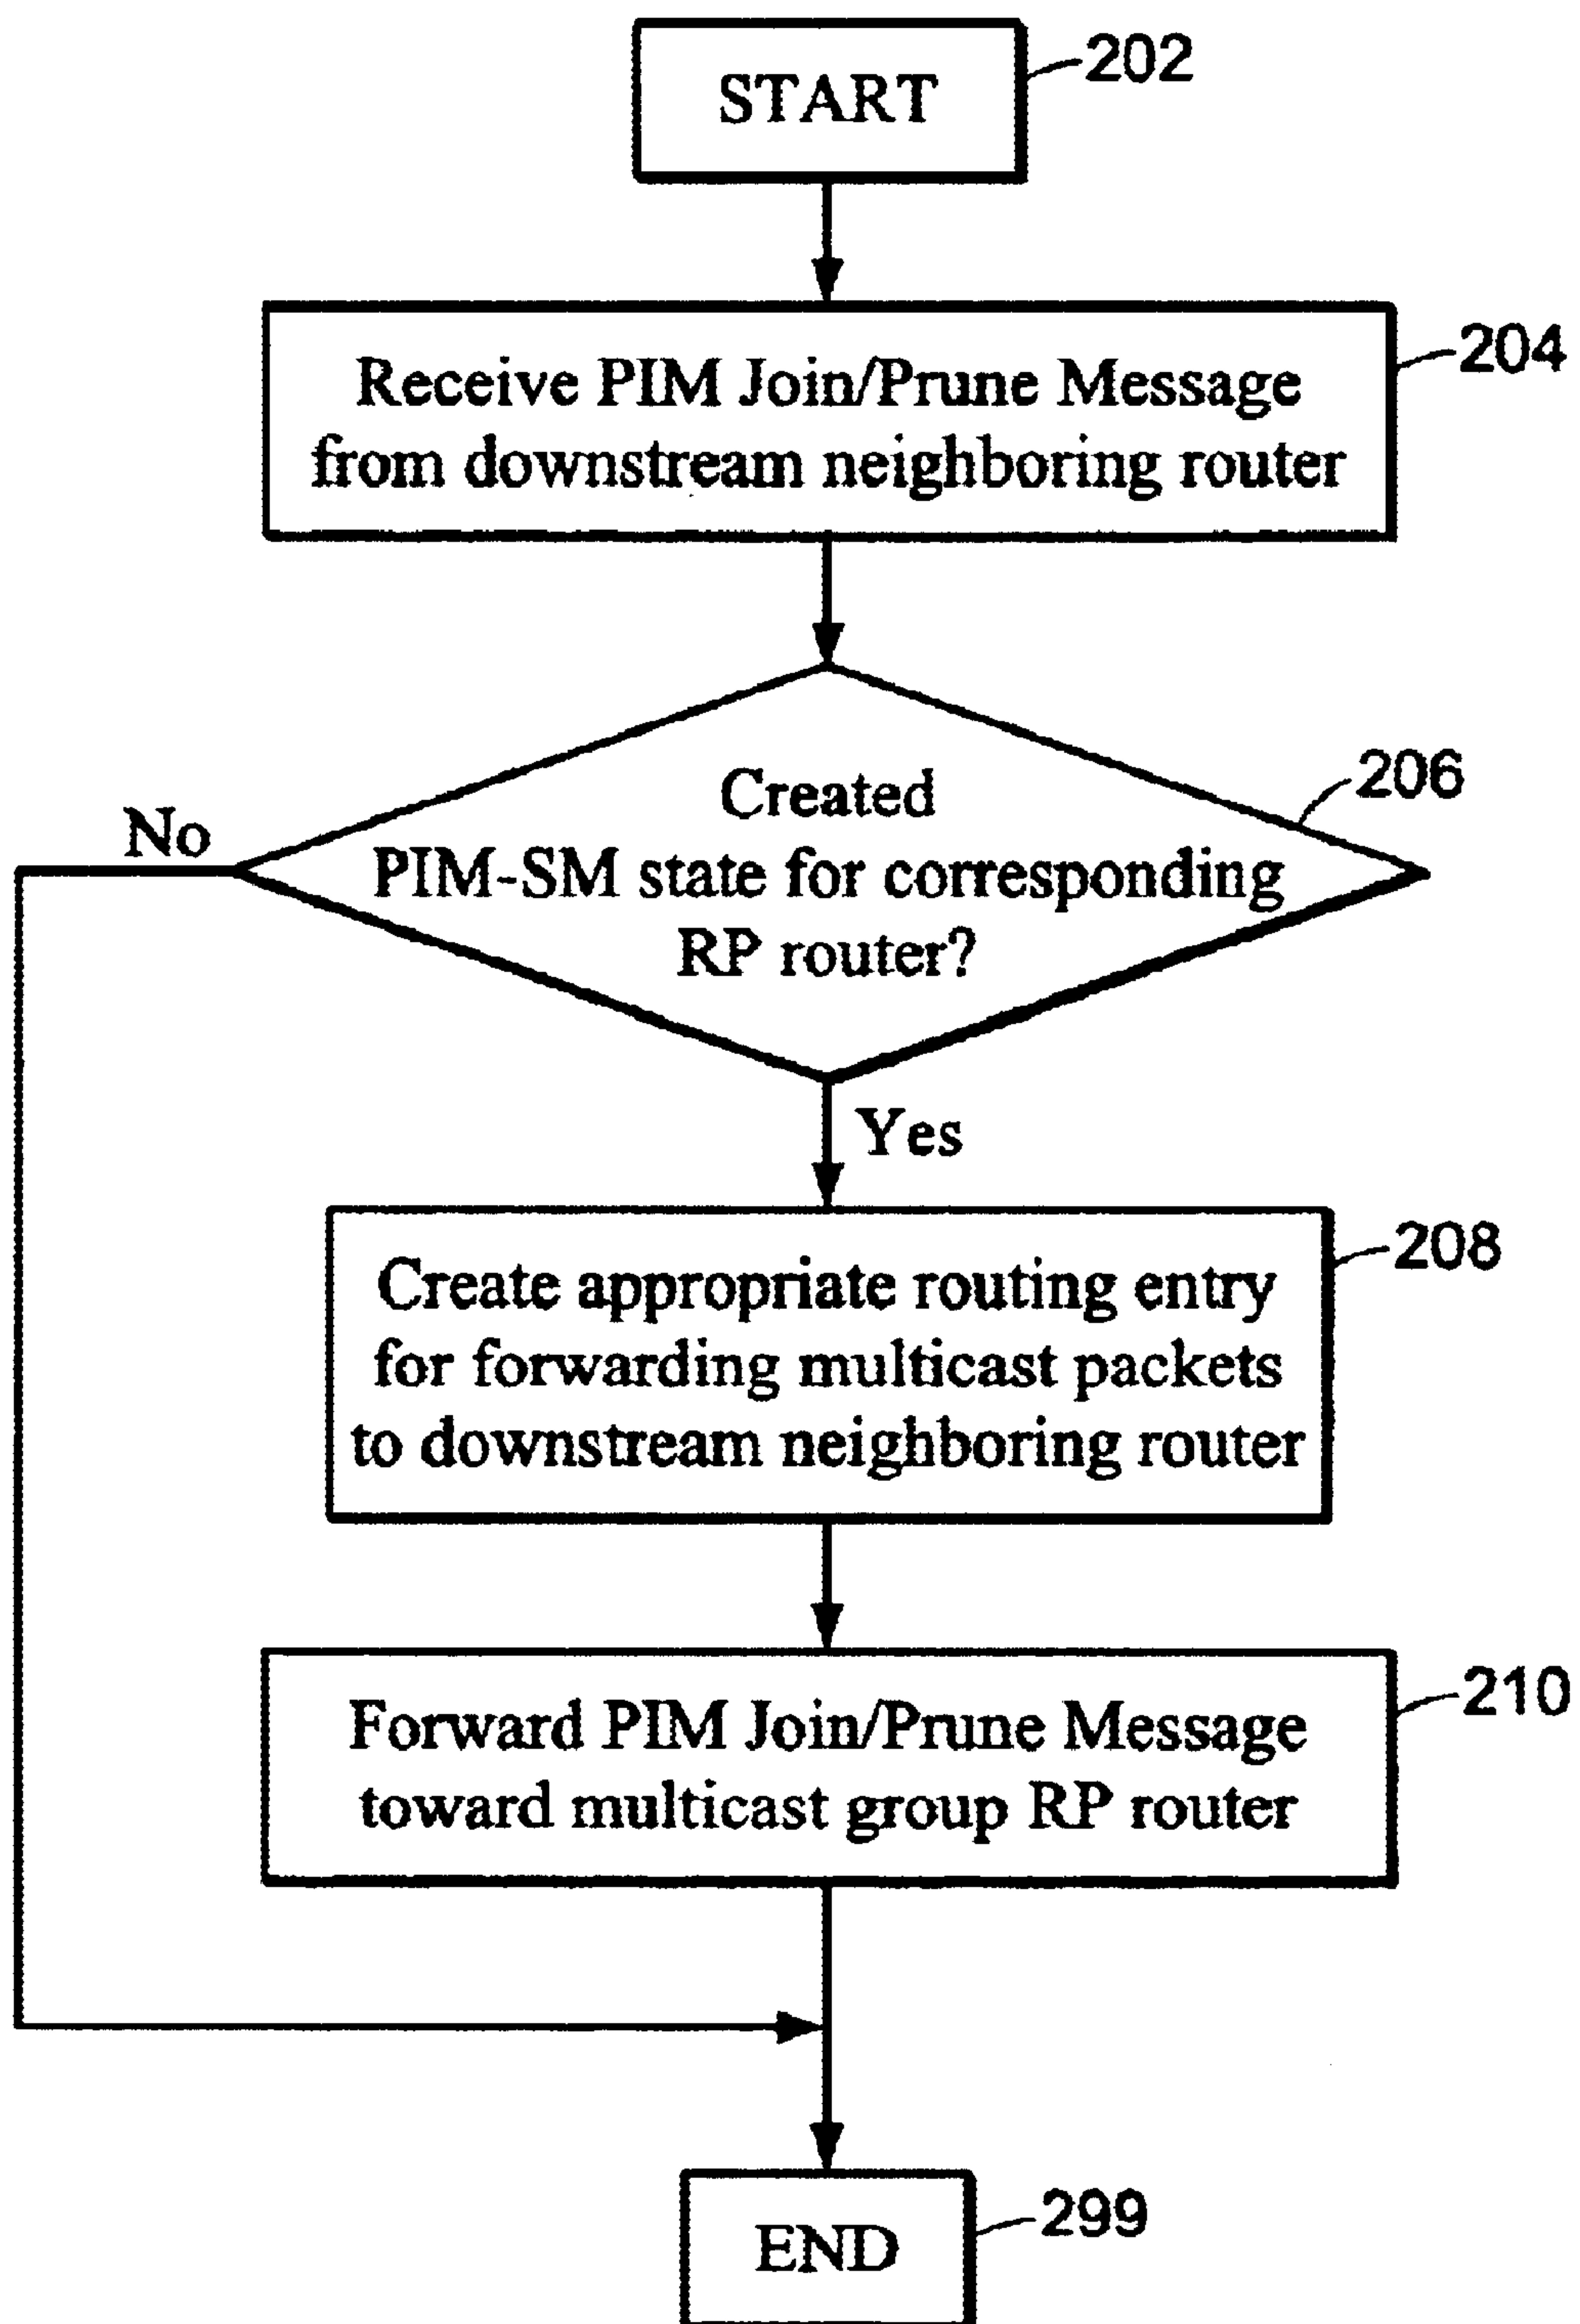 START
202
Receive PIM Join/Prune Message
from downstream neighboring router
204
Created
PIM-SM state for corresponding
RP router?
206
No
Yes
Create appropriate routing entry
for forwarding multicast packets
to downstream neighboring router
208
Forward PIM Join/Prune Message
toward multicast group RP router
210
END
299